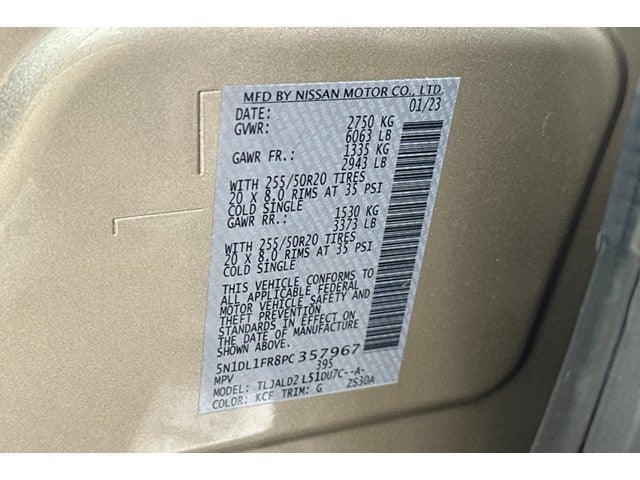 MFD BY NISSAN MOTOR CO., LTD.
DATE: 01/23
GVWR: 2750 KG
6063 LB
GAWR FR.: 1335 KG
2943 LB
WITH 255/50R20 TIRES
20 X 8.0 RIMS AT 35 PSI
COLD SINGLE
GAWR RR.: 1530 KG
3373 LB
WITH 255/50R20 TIRES
20 X 8.0 RIMS AT 35 PSI
COLD SINGLE
THIS VEHICLE CONFORMS TO
ALL APPLICABLE FEDERAL
MOTOR VEHICLE SAFETY AND
THEFT PREVENTION
STANDARDS IN EFFECT ON
THE DATE OF MANUFACTURE
5N1DL1FR8PC357967
MPV 395
TLJALD2 L51DU7C--A-
COLOR: KCF TRIM: G ZS30A